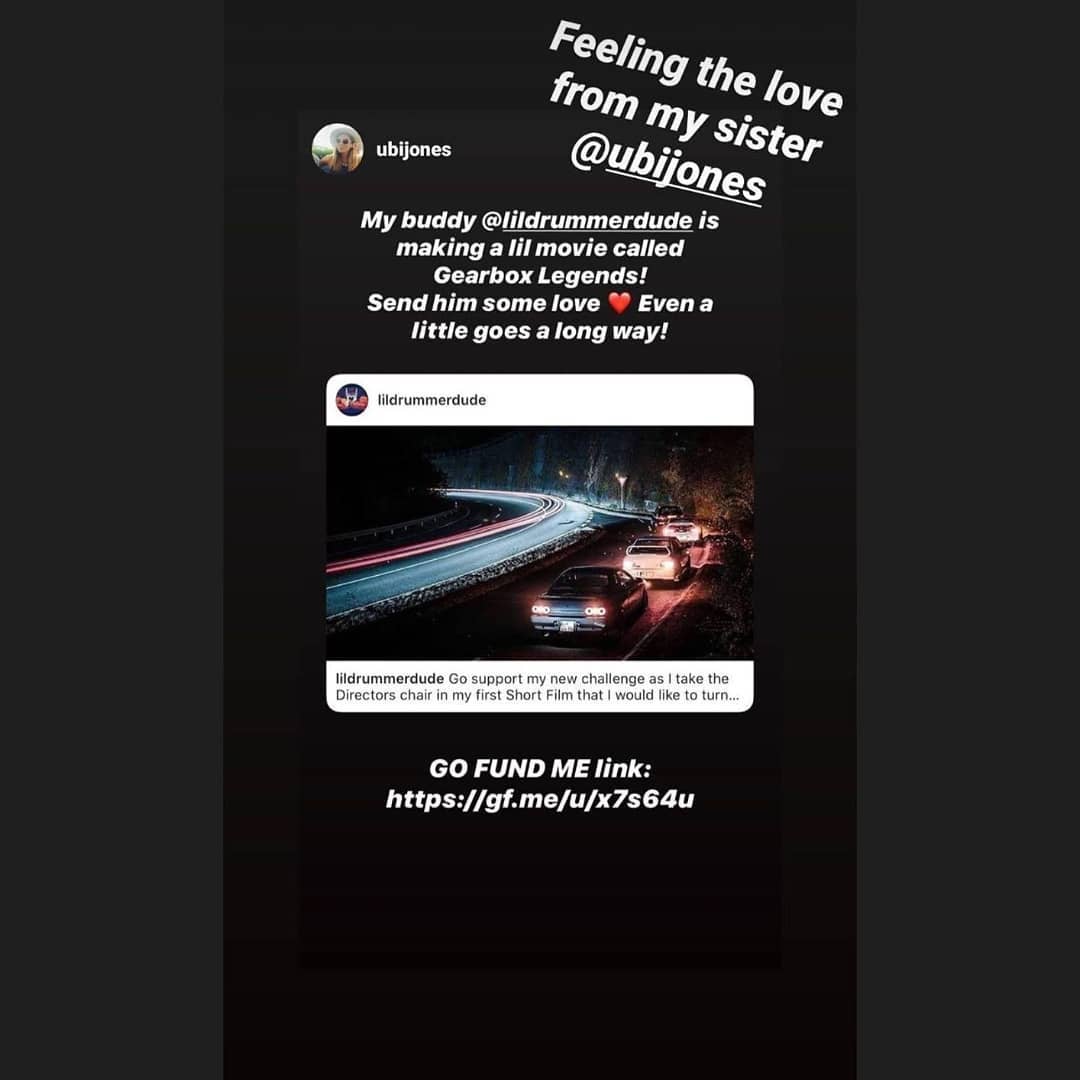 Feeling the love
from my sister
@ubijones
ubijones
My buddy @lildrummerdude is
making a lil movie called
Gearbox Legends!
Send him some love ❤️ Even a
little goes a long way!
lildrummerdude
lildrummerdude Go support my new challenge as I take the
Directors chair in my first Short Film that I would like to turn...
GO FUND ME link:
https://gf.me/u/x7s64u